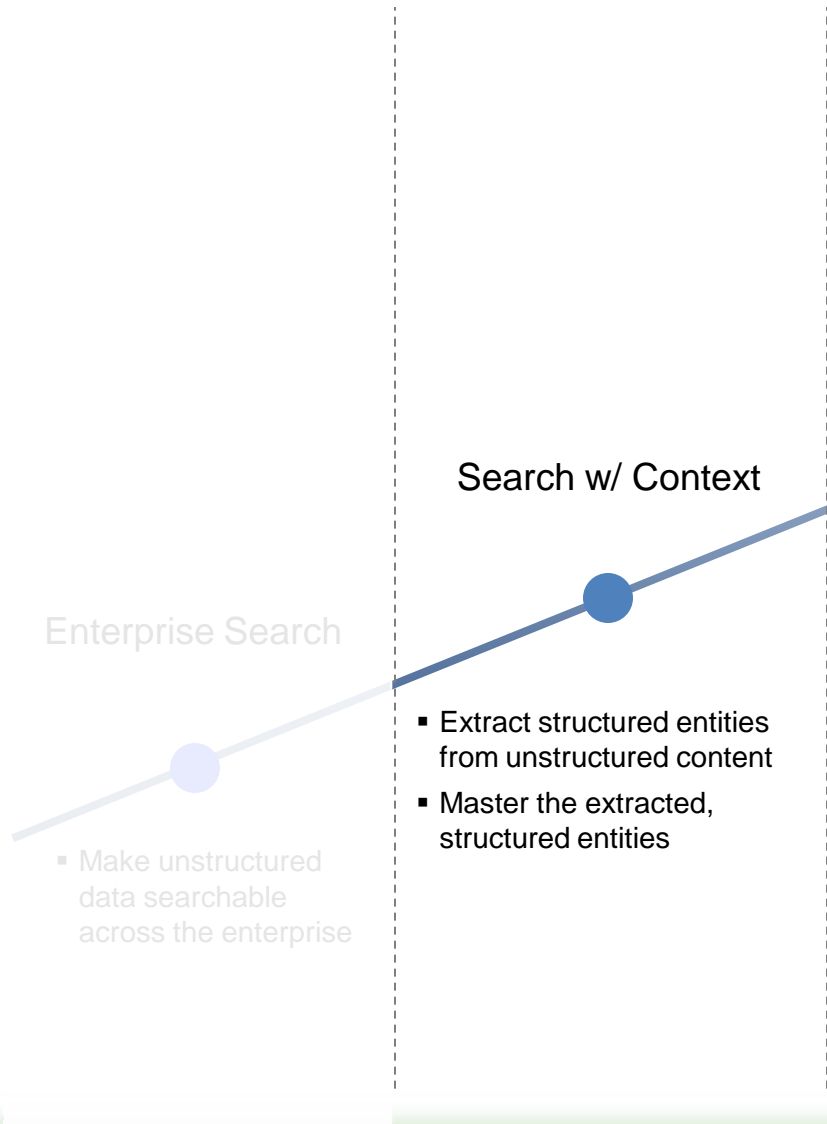 Enterprise Search
▪ Make unstructured
data searchable
across the enterprise
Search w/ Context
▪ Extract structured entities
from unstructured content
▪ Master the extracted,
structured entities